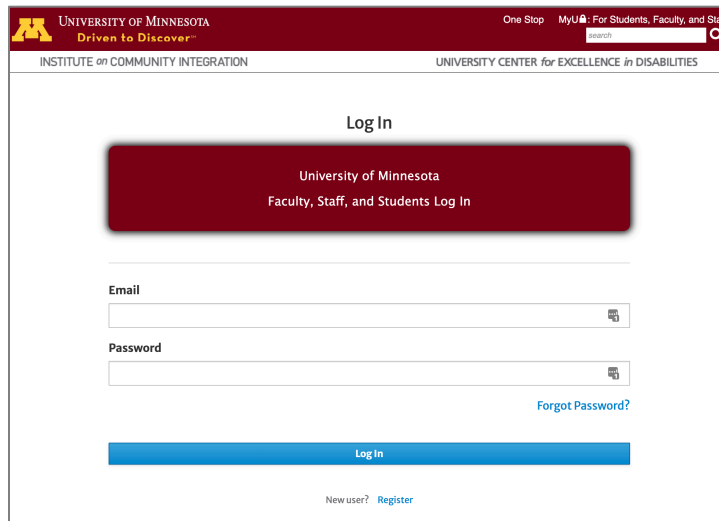 UNIVERSITY OF MINNESOTA
Driven to Discover℠
One Stop MyU : For Students, Faculty, and
search
INSTITUTE on COMMUNITY INTEGRATION
UNIVERSITY CENTER for EXCELLENCE in DISABILITIES
Log In
University of Minnesota
Faculty, Staff, and Students Log In
Email
Password
Forgot Password?
Log In
New user? Register